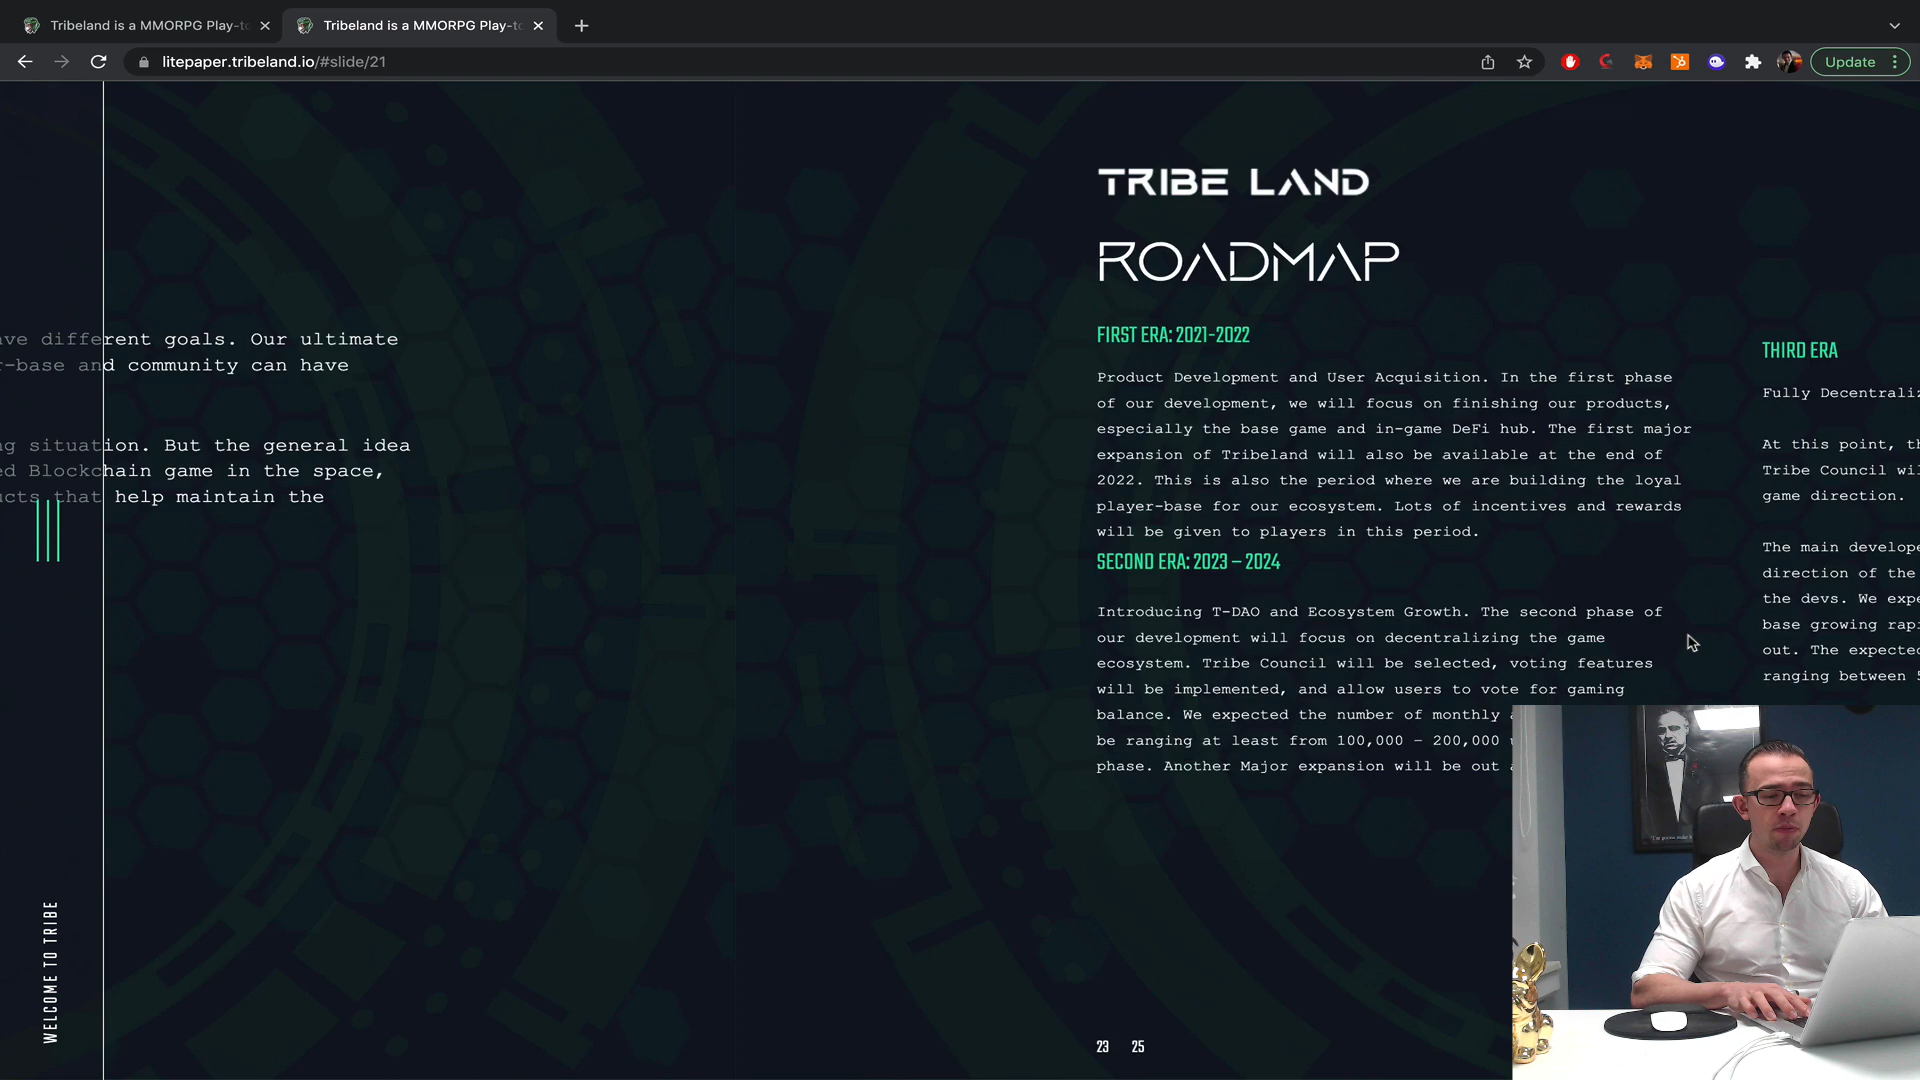 Tribeland is a MMORPG Play-to
Tribeland is a MMORPG Play-to
litepaper.tribeland.io/#slide/21
Update
have different goals. Our ultimate
-base and community can have
ng situation. But the general idea
ed Blockchain game in the space,
ucts that help maintain the
WELCOME TO TRIBE
TRIBE LAND
ROADMAP
FIRST ERA: 2021-2022
Product Development and User Acquisition. In the first phase
of our development, we will focus on finishing our products,
especially the base game and in-game DeFi hub. The first major
expansion of Tribeland will also be available at the end of
2022. This is also the period where we are building the loyal
player-base for our ecosystem. Lots of incentives and rewards
will be given to players in this period.
SECOND ERA: 2023 – 2024
Introducing T-DAO and Ecosystem Growth. The second phase of
our development will focus on decentralizing the game
ecosystem. Tribe Council will be selected, voting features
will be implemented, and allow users to vote for gaming
balance. We expected the number of monthly
be ranging at least from 100,000 – 200,000
phase. Another Major expansion will be out
THIRD ERA
Fully Decentraliz
At this point, th
Tribe Council wil
game direction.
The main develope
direction of the
the devs. We expe
base growing rapi
out. The expected
ranging between 5
23 25